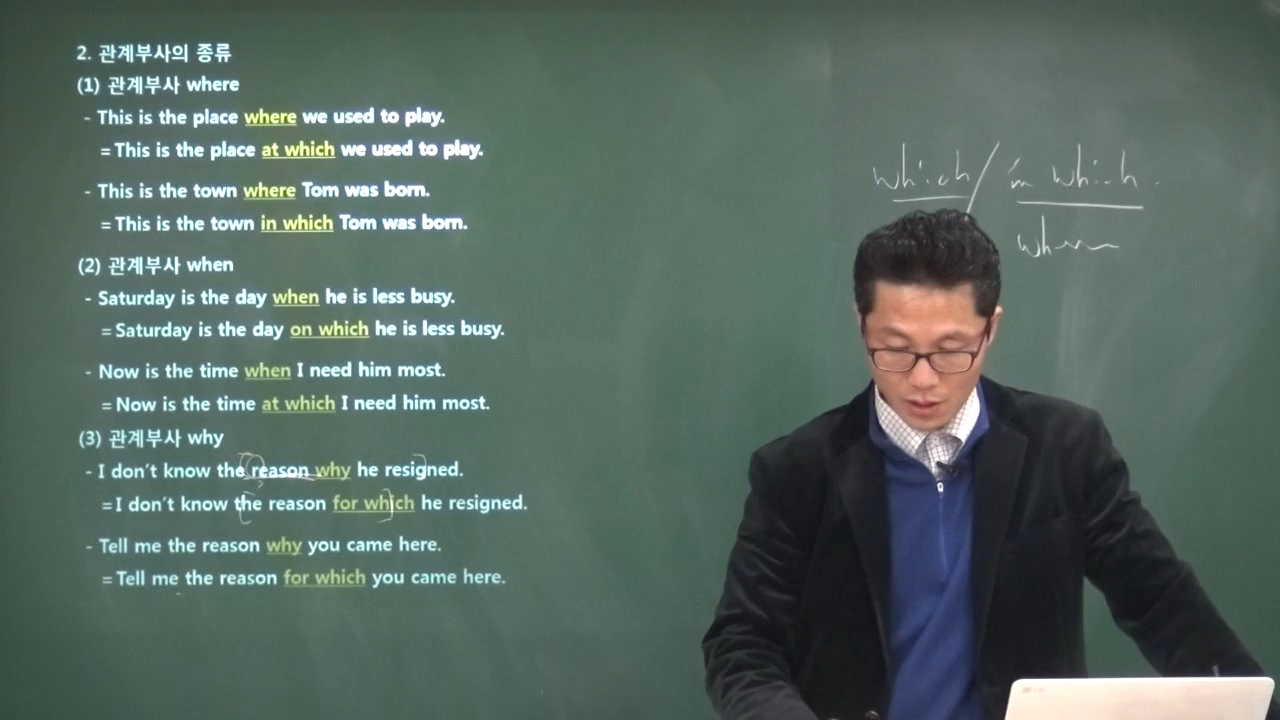 2. 관계부사의 종류
(1) 관계부사 where
- This is the place where we used to play.
= This is the place at which we used to play.
- This is the town where Tom was born.
= This is the town in which Tom was born.
(2) 관계부사 when
- Saturday is the day when he is less busy.
= Saturday is the day on which he is less busy.
- Now is the time when I need him most.
= Now is the time at which I need him most.
(3) 관계부사 why
- I don't know the reason why he resigned.
= I don't know the reason for which he resigned.
- Tell me the reason why you came here.
= Tell me the reason for which you came here.
which / in which